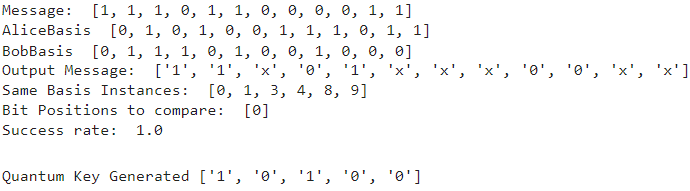 Message:  [1, 1, 1, 0, 1, 1, 0, 0, 0, 0, 1, 1]
AliceBasis  [0, 1, 0, 1, 0, 0, 1, 1, 1, 0, 1, 1]
BobBasis  [0, 1, 1, 1, 0, 1, 0, 0, 1, 0, 0, 0]
Output Message:  ['1', '1', 'x', '0', '1', 'x', 'x', 'x', '0', '0', 'x', 'x']
Same Basis Instances:  [0, 1, 3, 4, 8, 9]
Bit Positions to compare:  [0]
Success rate:  1.0
Quantum Key Generated ['1', '0', '1', '0', '0']